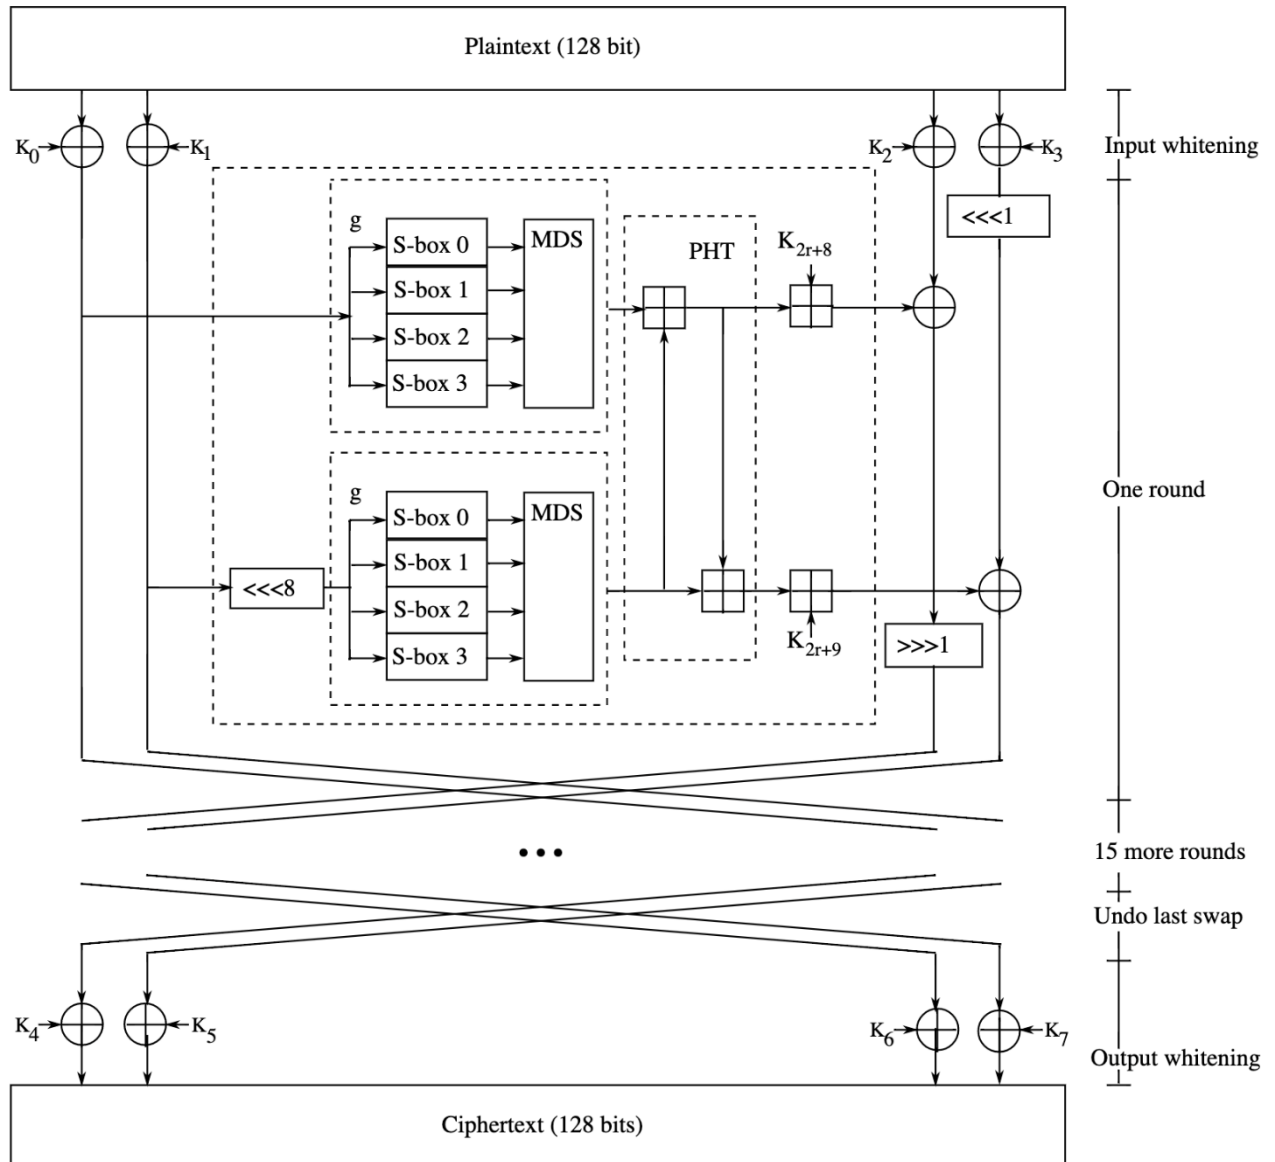 Plaintext (128 bit)
K0
K1
K2
K3
Input whitening
<<<1
g
S-box 0
S-box 1
S-box 2
S-box 3
MDS
PHT
K2r+8
One round
<<<8
g
S-box 0
S-box 1
S-box 2
S-box 3
MDS
K2r+9
>>>1
•••
15 more rounds
Undo last swap
K4
K5
K6
K7
Output whitening
Ciphertext (128 bits)